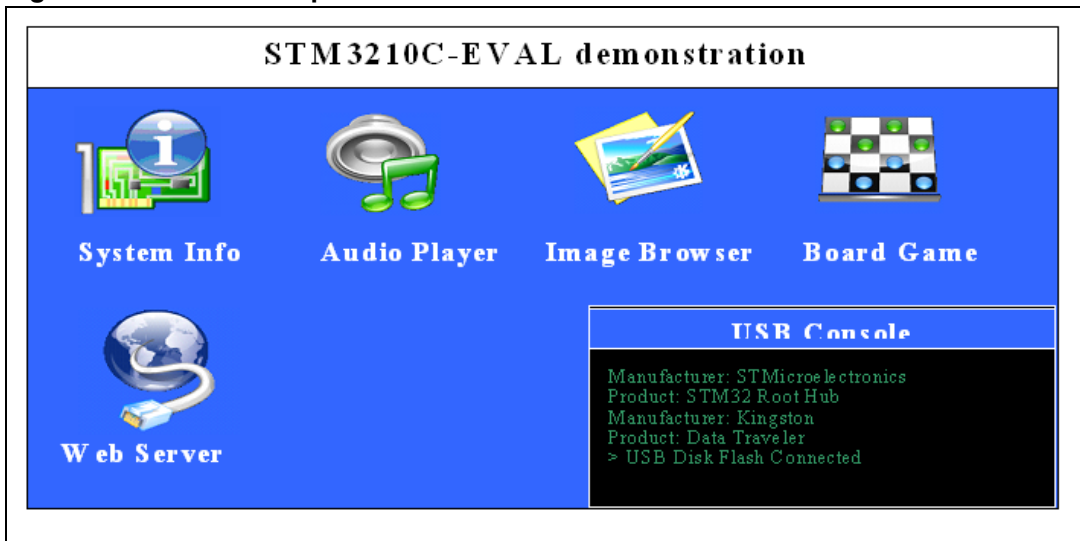 STM3210C-EVAL demonstration
System Info
Audio Player
Image Browser
Board Game
Web Server
USB Console
Manufacturer: STMicroelectronics
Product: STM32 Root Hub
Manufacturer: Kingston
Product: Data Traveler
> USB Disk Flash Connected